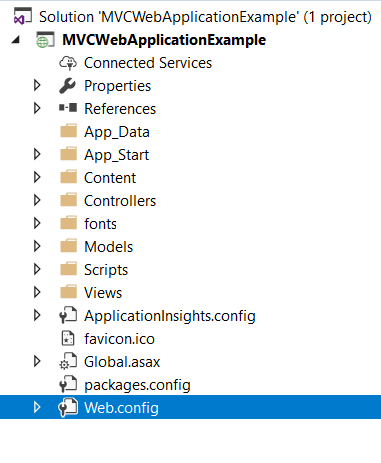 Solution 'MVCWebApplicationExample' (1 project)
MVCWebApplicationExample
Connected Services
Properties
References
App_Data
App_Start
Content
Controllers
fonts
Models
Scripts
Views
ApplicationInsights.config
favicon.ico
Global.asax
packages.config
Web.config